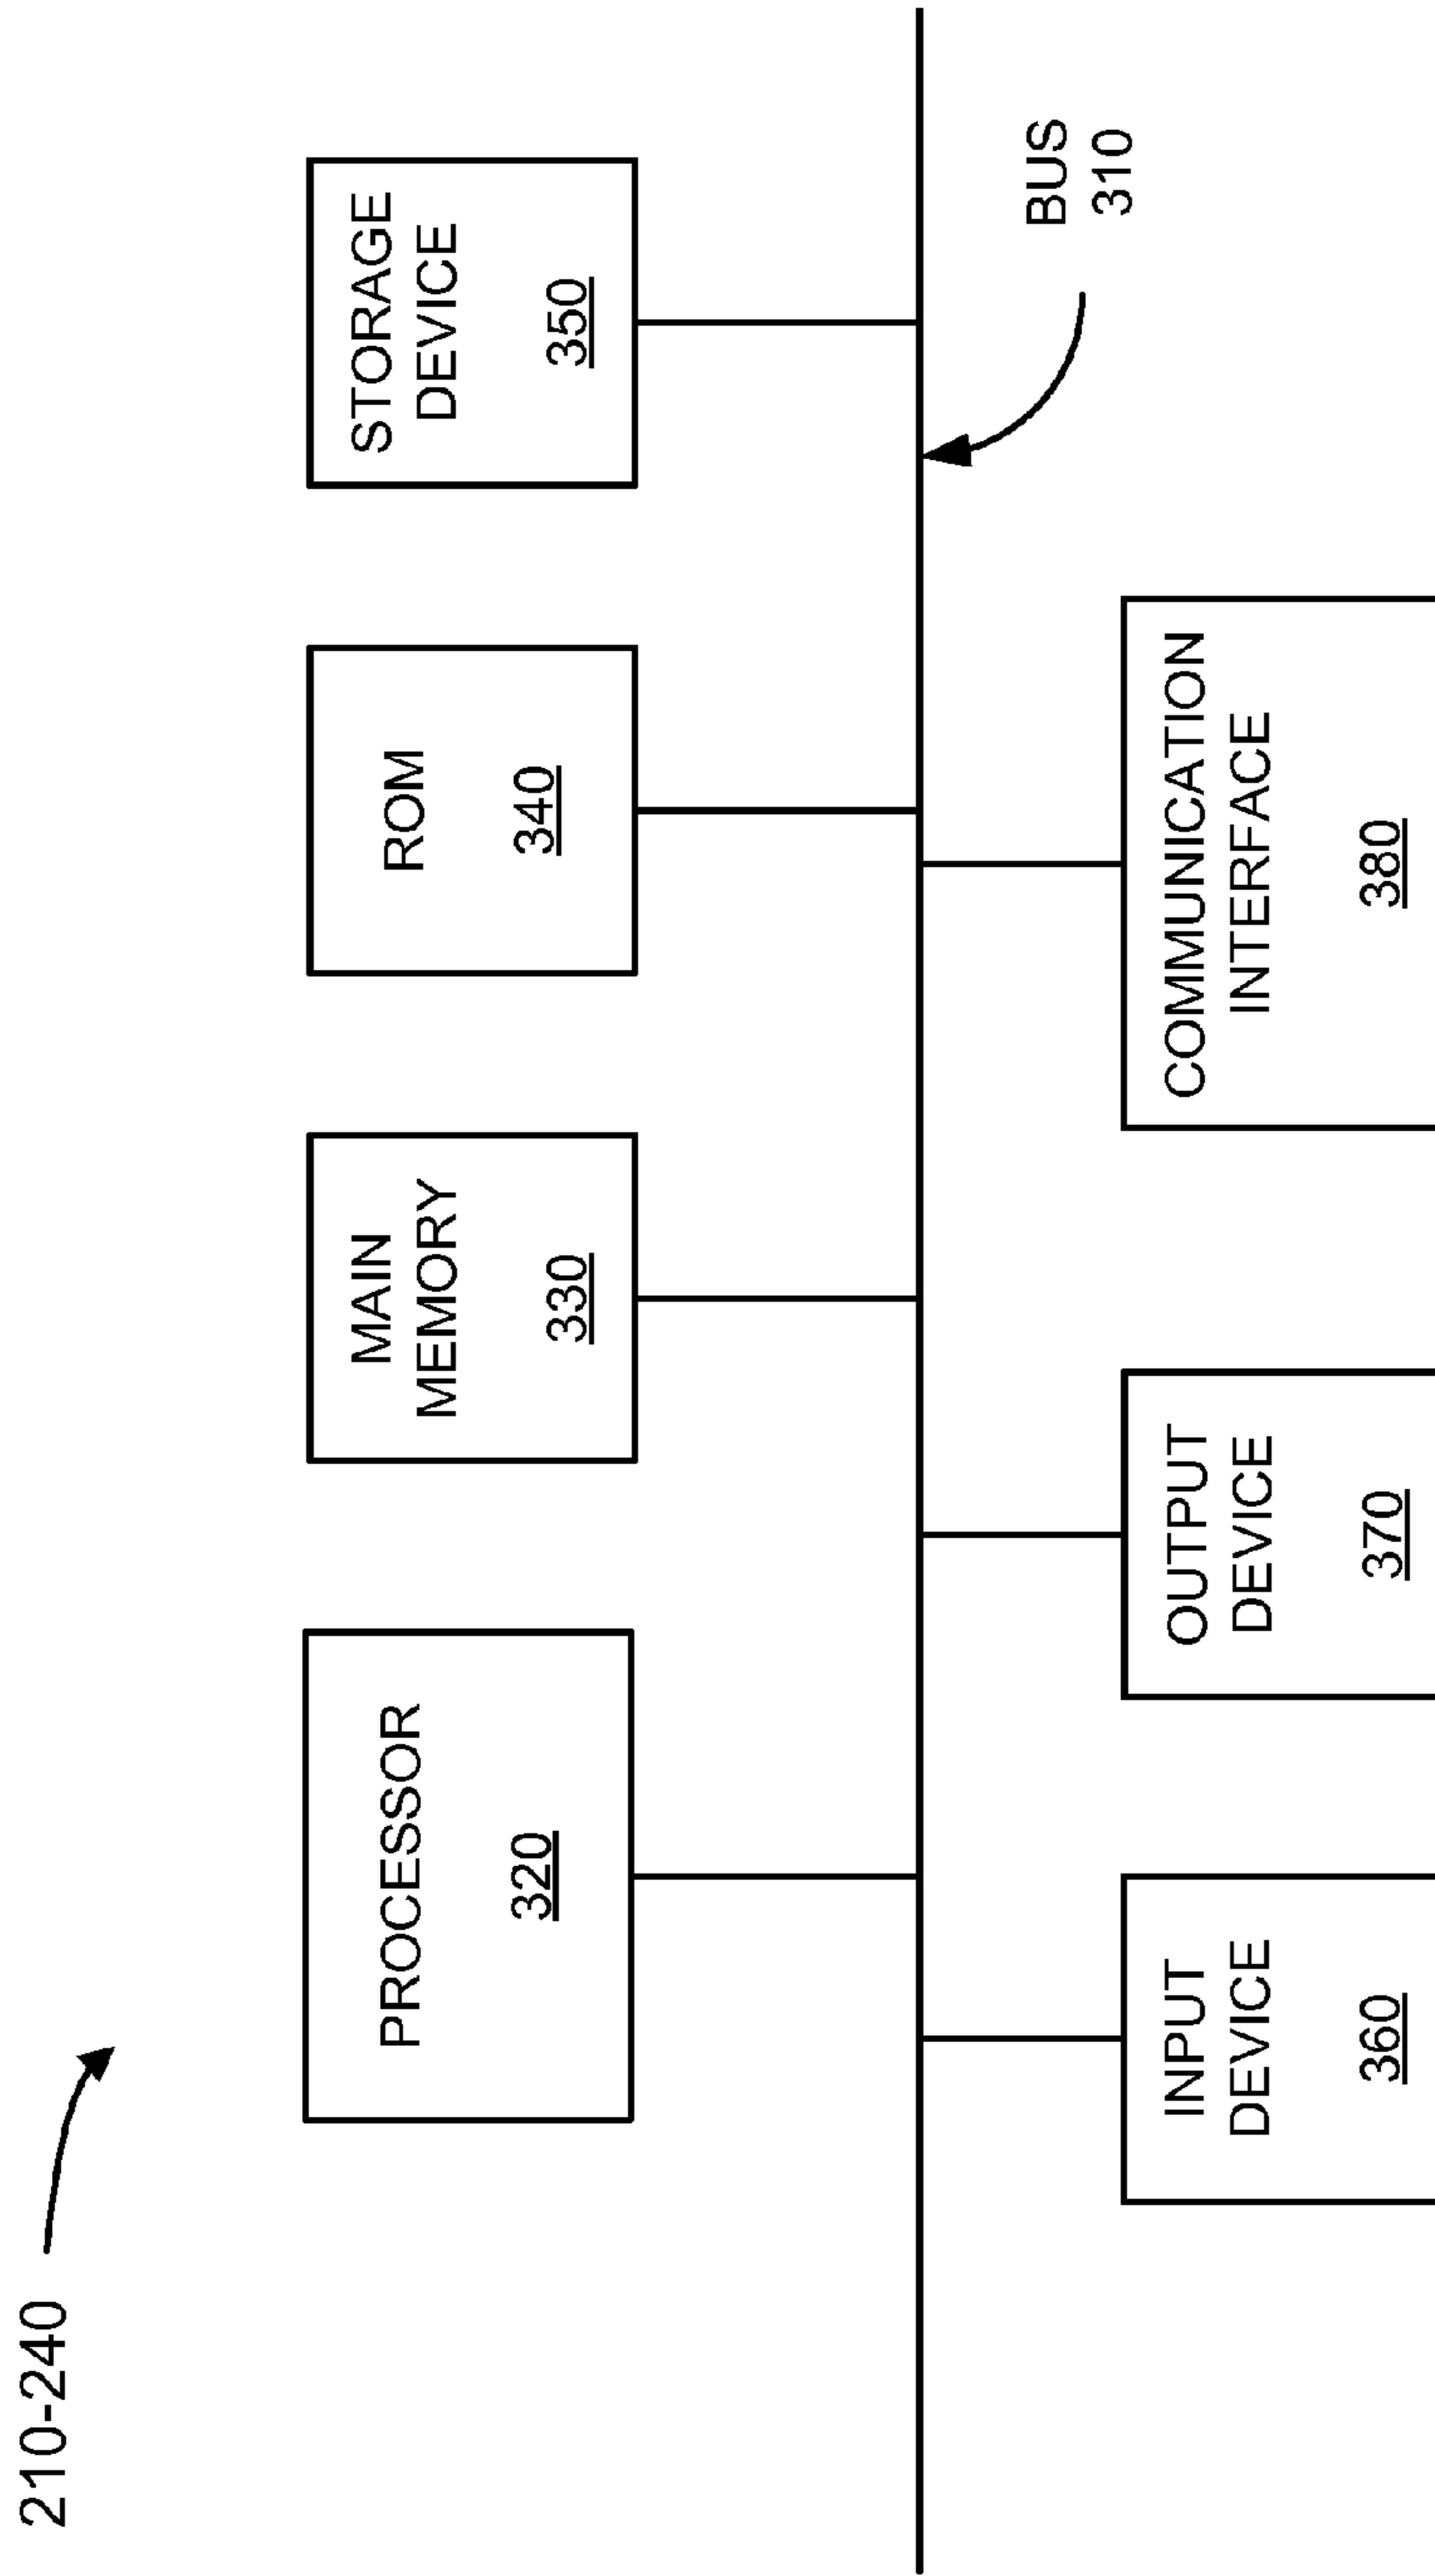 210-240
PROCESSOR
320
MAIN
MEMORY
330
ROM
340
STORAGE
DEVICE
350
BUS
310
INPUT
DEVICE
360
OUTPUT
DEVICE
370
COMMUNICATION
INTERFACE
380